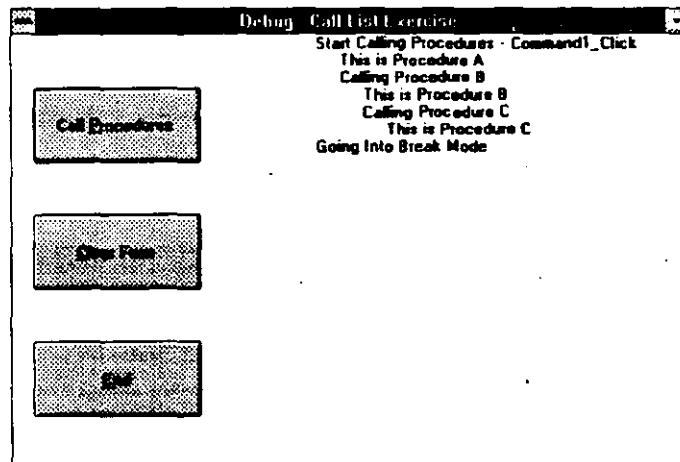 Debug Call List Exercise
Start Calling Procedures - Command1_Click
This is Procedure A
Calling Procedure B
This is Procedure B
Calling Procedure C
This is Procedure C
Going Into Break Mode
Call Procedures
Clear Form
End